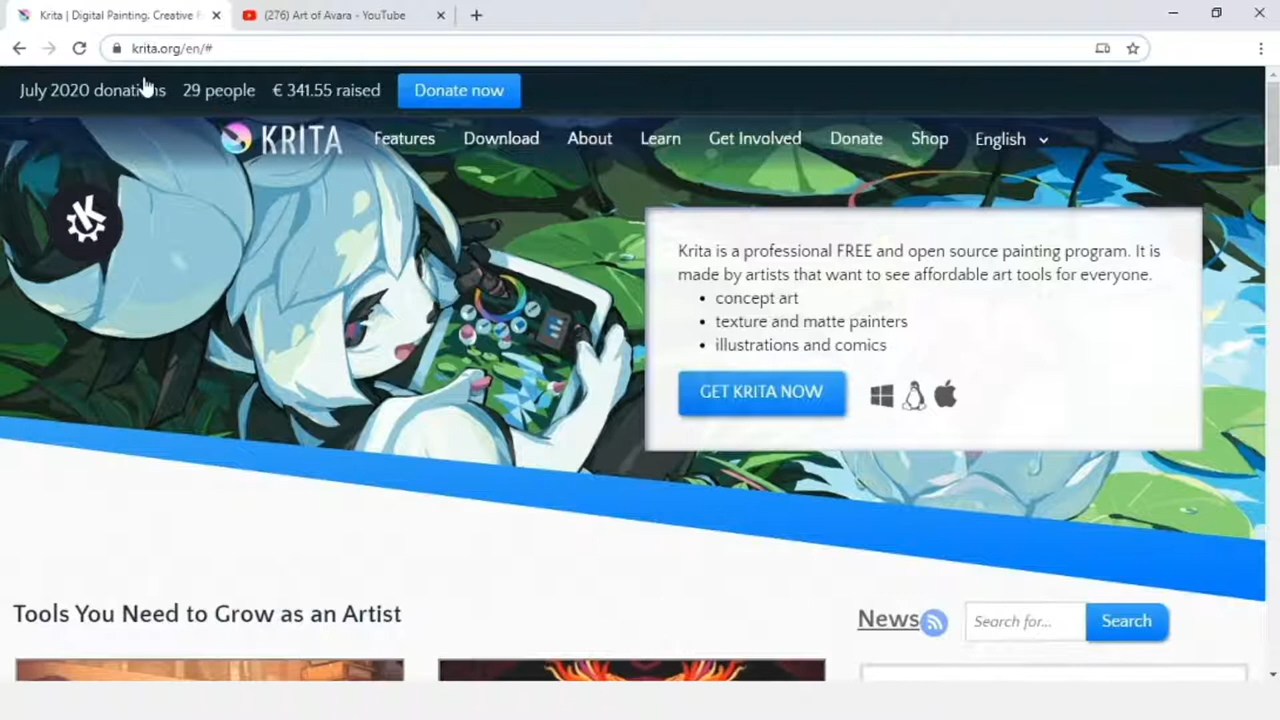 Krita | Digital Painting, Creative F
(276) Art of Avara - YouTube
krita.org/en/#
July 2020 donations 29 people € 341.55 raised Donate now
KRITA Features Download About Learn Get Involved Donate Shop English
Krita is a professional FREE and open source painting program. It is
made by artists that want to see affordable art tools for everyone.
• concept art
• texture and matte painters
• illustrations and comics
GET KRITA NOW
Tools You Need to Grow as an Artist
News Search for... Search